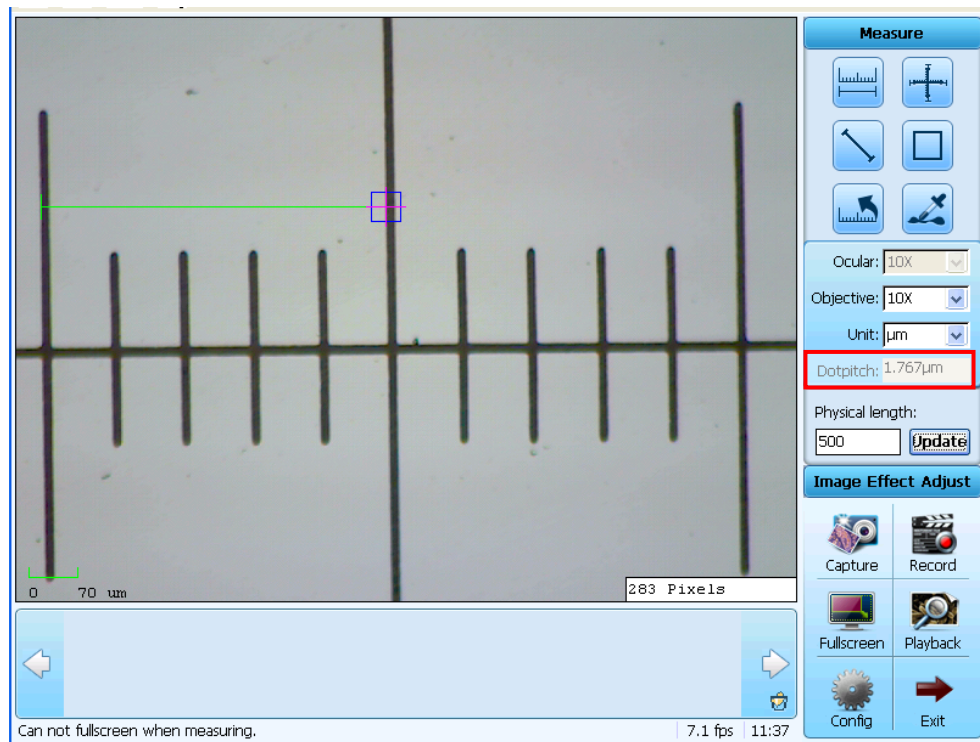 Measure
Ocular: 10X
Objective: 10X
Unit: µm
Dotpitch: 1.767µm
Physical length:
500 Update
Image Effect Adjust
Capture Record
Fullscreen Playback
Config Exit
0 70 um
283 Pixels
Can not fullscreen when measuring. 7.1 fps 11:37